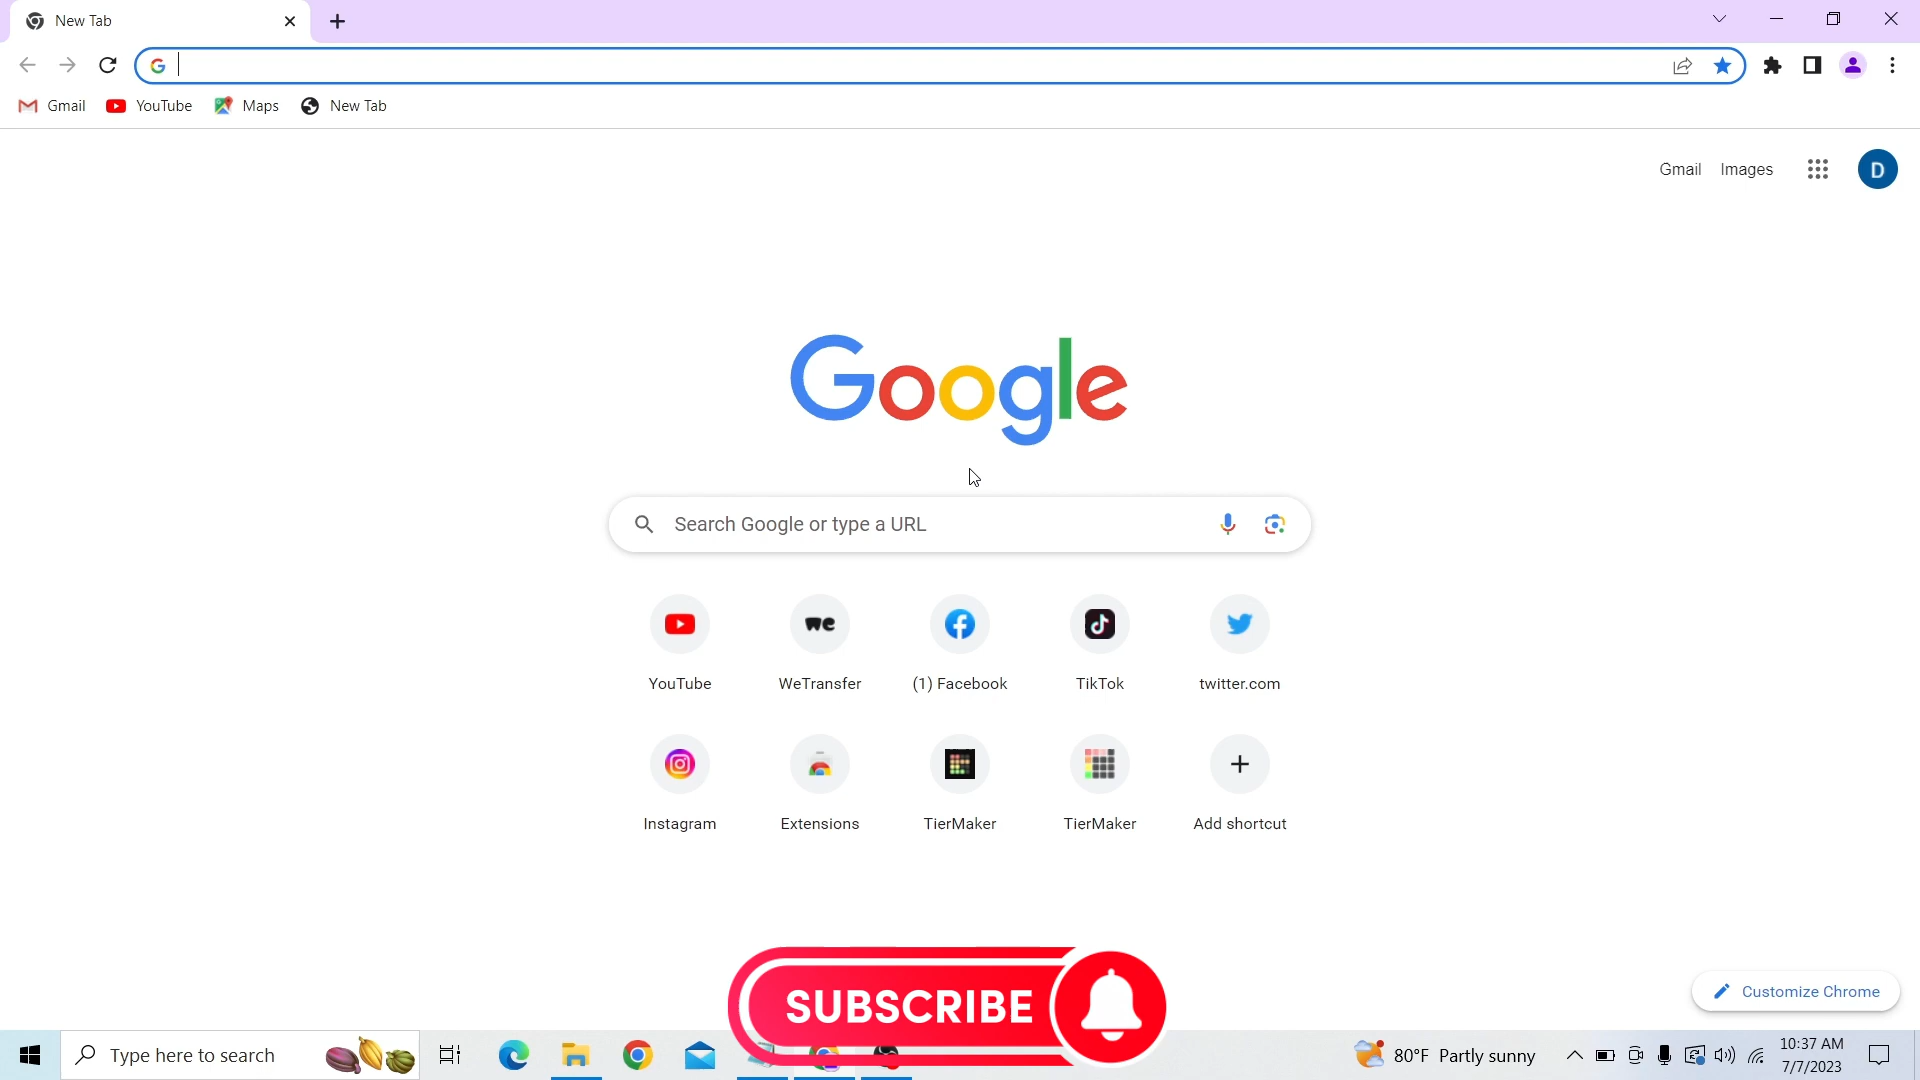 New Tab
Gmail YouTube Maps New Tab
Gmail Images D
Google
Search Google or type a URL
YouTube WeTransfer (1) Facebook TikTok twitter.com
Instagram Extensions TierMaker TierMaker Add shortcut
SUBSCRIBE
Customize Chrome
Type here to search
80°F Partly sunny
10:37 AM
7/7/2023